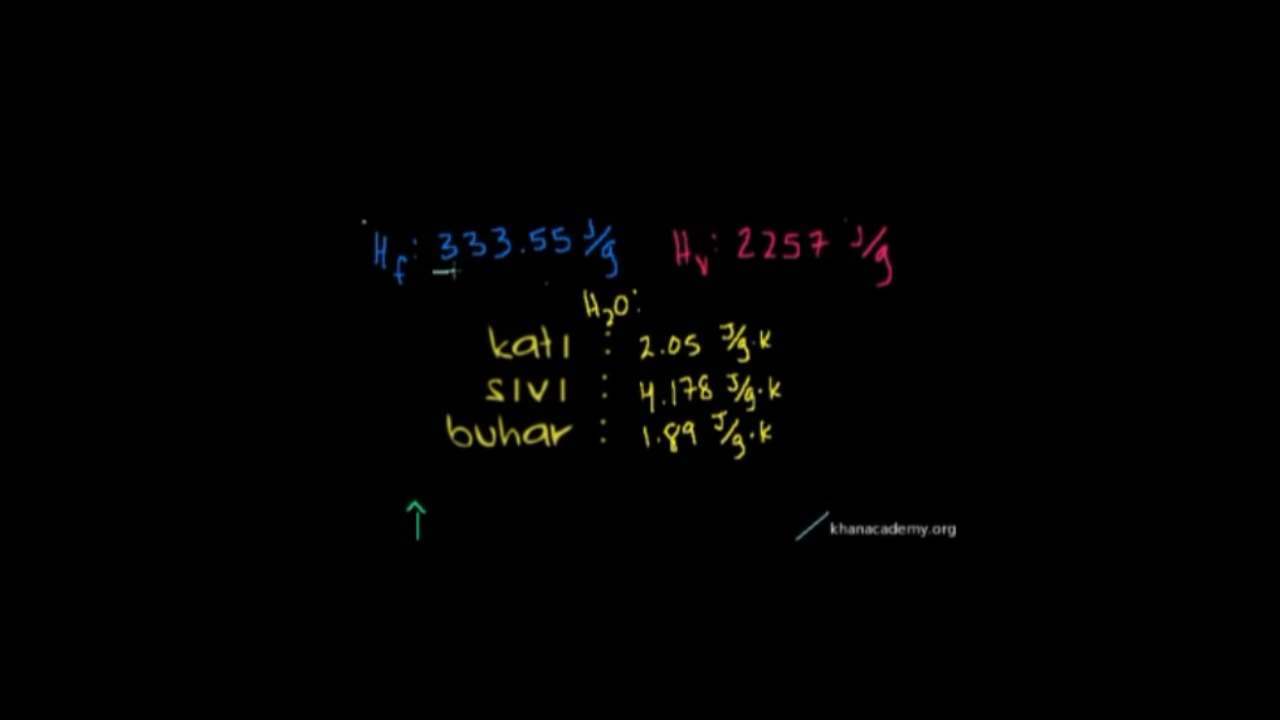 Hf: 333.55 J/g Hv: 2257 J/g
H₂O:
katı : 2.05 J/g·K
sıvı : 4.178 J/g·K
buhar : 1.89 J/g·K
khanacademy.org